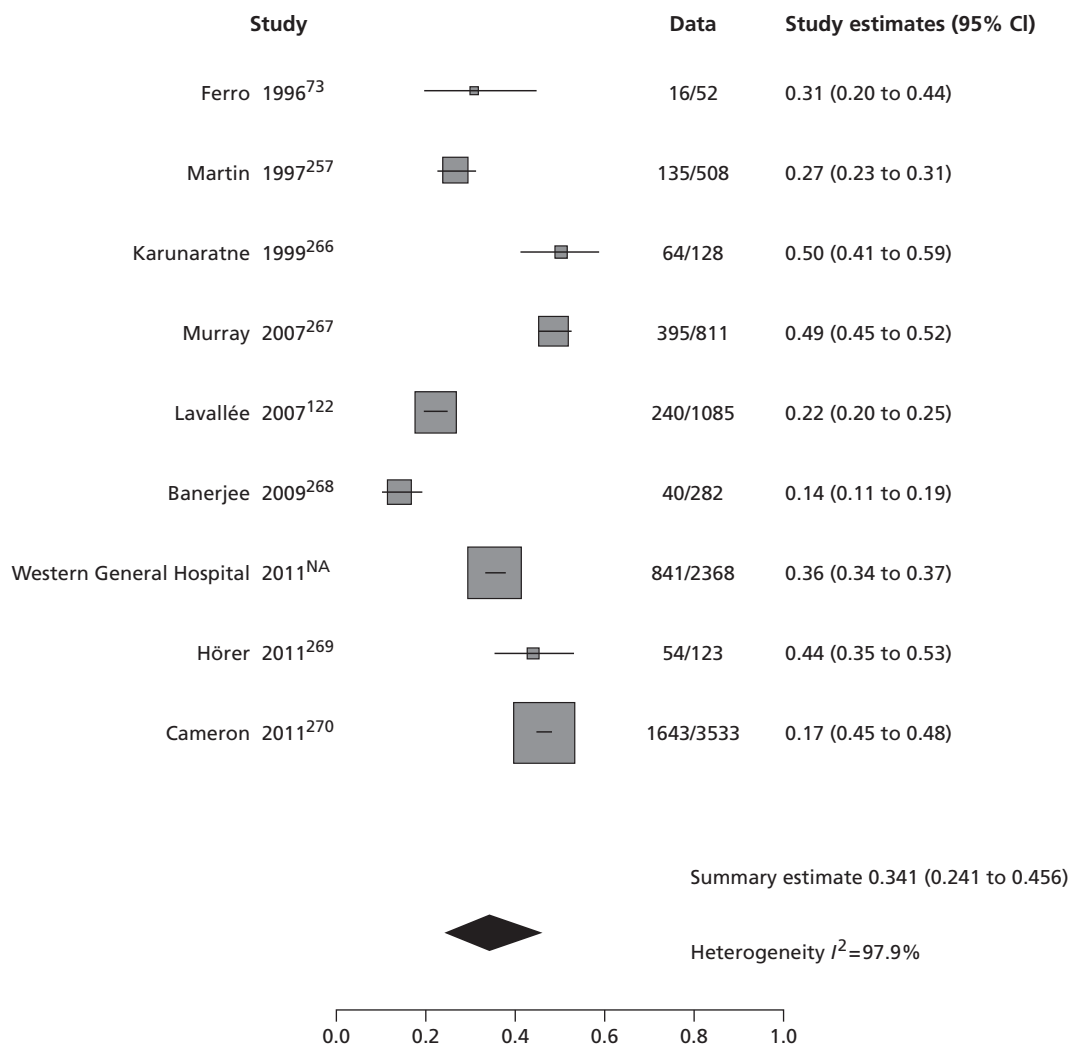 Study Data Study estimates (95% CI)
Ferro 1996⁷³ 16/52 0.31 (0.20 to 0.44)
Martin 1997²⁵⁷ 135/508 0.27 (0.23 to 0.31)
Karunaratne 1999²⁶⁶ 64/128 0.50 (0.41 to 0.59)
Murray 2007²⁶⁷ 395/811 0.49 (0.45 to 0.52)
Lavallée 2007¹²² 240/1085 0.22 (0.20 to 0.25)
Banerjee 2009²⁶⁸ 40/282 0.14 (0.11 to 0.19)
Western General Hospital 2011ᴺᴬ 841/2368 0.36 (0.34 to 0.37)
Hörer 2011²⁶⁹ 54/123 0.44 (0.35 to 0.53)
Cameron 2011²⁷⁰ 1643/3533 0.17 (0.45 to 0.48)
Summary estimate 0.341 (0.241 to 0.456)
Heterogeneity I²=97.9%
0.0 0.2 0.4 0.6 0.8 1.0